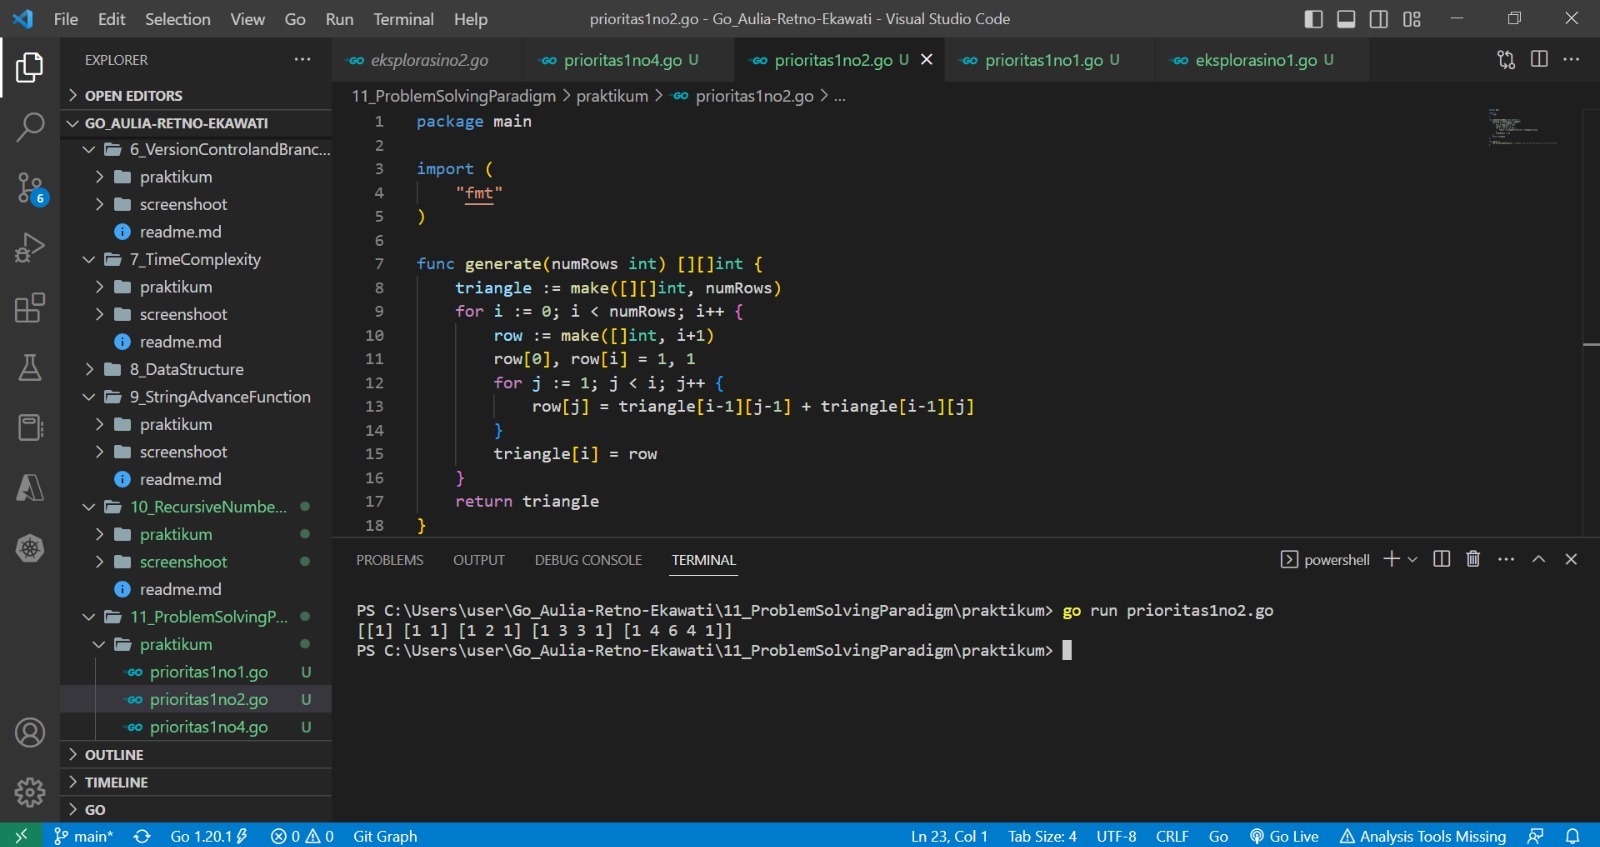 File Edit Selection View Go Run Terminal Help
prioritas1no2.go - Go_Aulia-Retno-Ekawati - Visual Studio Code
EXPLORER
eksplorasino2.go
prioritas1no4.go U
prioritas1no2.go U
prioritas1no1.go U
eksplorasino1.go U
11_ProblemSolvingParadigm > praktikum > prioritas1no2.go > ...
OPEN EDITORS
GO_AULIA-RETNO-EKAWATI
6_VersionControlandBranc...
praktikum
screenshoot
readme.md
7_TimeComplexity
praktikum
screenshoot
readme.md
8_DataStructure
9_StringAdvanceFunction
praktikum
screenshoot
readme.md
10_RecursiveNumbe...
praktikum
screenshoot
readme.md
11_ProblemSolvingP...
praktikum
prioritas1no1.go U
prioritas1no2.go U
prioritas1no4.go U
OUTLINE
TIMELINE
GO
6
1 package main
2
3 import (
4     "fmt"
5 )
6
7 func generate(numRows int) [][]int {
8     triangle := make([][]int, numRows)
9     for i := 0; i < numRows; i++ {
10         row := make([]int, i+1)
11         row[0], row[i] = 1, 1
12         for j := 1; j < i; j++ {
13             row[j] = triangle[i-1][j-1] + triangle[i-1][j]
14         }
15         triangle[i] = row
16     }
17     return triangle
18 }
PROBLEMS OUTPUT DEBUG CONSOLE TERMINAL
powershell
PS C:\Users\user\Go_Aulia-Retno-Ekawati\11_ProblemSolvingParadigm\praktikum> go run prioritas1no2.go
[[1] [1 1] [1 2 1] [1 3 3 1] [1 4 6 4 1]]
PS C:\Users\user\Go_Aulia-Retno-Ekawati\11_ProblemSolvingParadigm\praktikum>
main* Go 1.20.1 0 0 Git Graph
Ln 23, Col 1 Tab Size: 4 UTF-8 CRLF Go Go Live Analysis Tools Missing